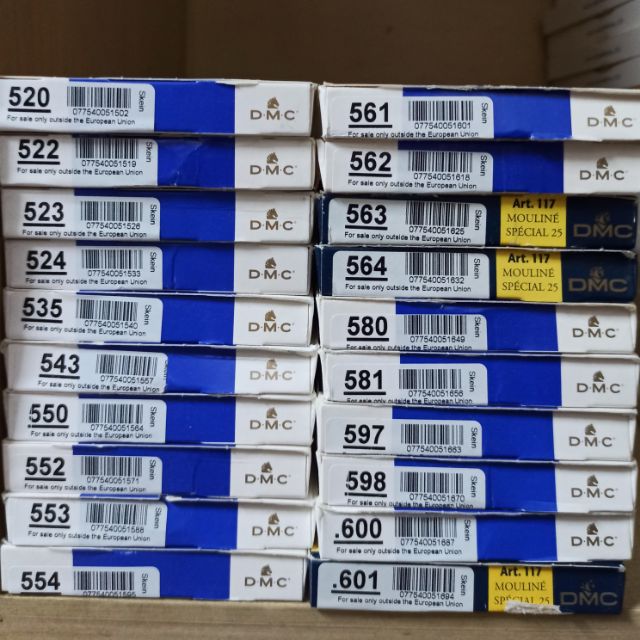 520
Skein
077540051502
For sale only outside the European Union
D·M·C
522
Skein
077540051519
For sale only outside the European Union
D·M·C
523
Skein
077540051526
For sale only outside the European Union
D·M·C
524
Skein
077540051533
For sale only outside the European Union
D·M·C
535
Skein
077540051540
For sale only outside the European Union
D·M·C
543
Skein
077540051557
For sale only outside the European Union
D·M·C
550
Skein
077540051564
For sale only outside the European Union
D·M·C
552
Skein
077540051571
For sale only outside the European Union
D·M·C
553
Skein
077540051588
For sale only outside the European Union
D·M·C
554
Skein
077540051595
D·M·C
561
Skein
077540051601
For sale only outside the European Union
D·M·C
562
Skein
077540051618
For sale only outside the European Union
D·M·C
563
Skein
077540051625
For sale only outside the European Union
Art. 117
MOULINÉ
SPÉCIAL 25
DMC
564
Skein
077540051632
For sale only outside the European Union
Art. 117
MOULINÉ
SPÉCIAL 25
DMC
580
Skein
077540051649
For sale only outside the European Union
D·M·C
581
Skein
077540051656
For sale only outside the European Union
D·M·C
597
Skein
077540051663
For sale only outside the European Union
D·M·C
598
Skein
077540051670
For sale only outside the European Union
D·M·C
.600
Skein
077540051687
For sale only outside the European Union
D·M·C
.601
Skein
077540051694
For sale only outside the European Union
Art. 117
MOULINÉ
SPÉCIAL 25
DMC